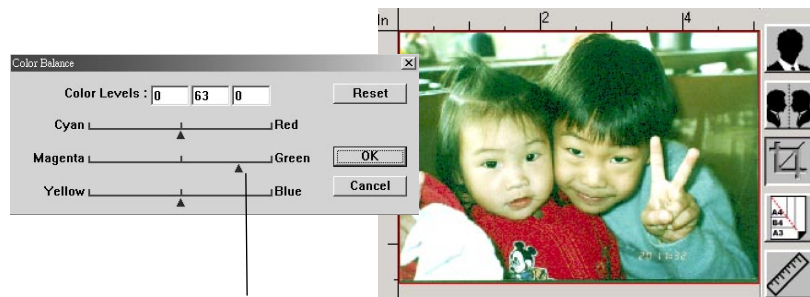 Color Balance
Color Levels : 0 63 0
Reset
Cyan Red
Magenta Green
OK
Yellow Blue
Cancel
In 2 4
A4
B4
A3